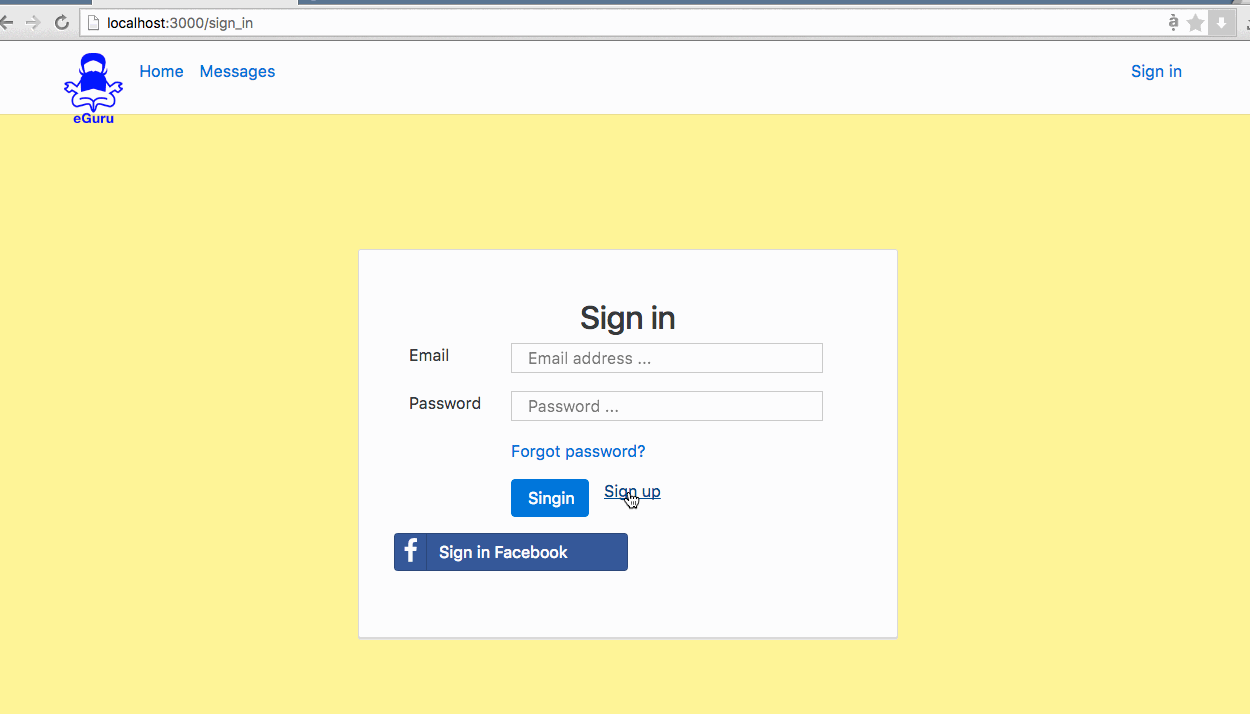 localhost:3000/sign_in
eGuru
Home Messages Sign in
Sign in
Email Email address ...
Password Password ...
Forgot password?
Singin Sign up
f Sign in Facebook